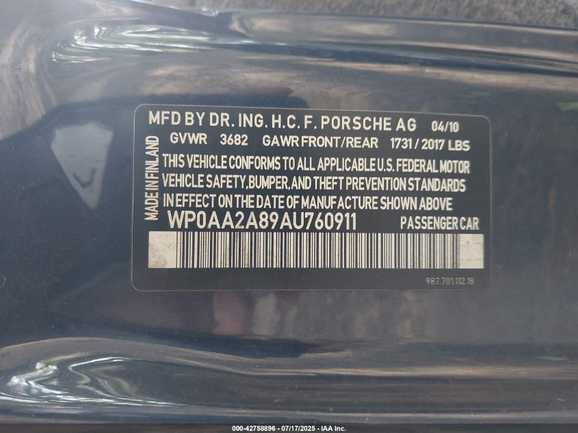 MFD BY DR. ING. H.C. F. PORSCHE AG 04/10
GVWR 3682 GAWR FRONT/REAR 1731/2017 LBS
THIS VEHICLE CONFORMS TO ALL APPLICABLE U.S. FEDERAL MOTOR
VEHICLE SAFETY, BUMPER, AND THEFT PREVENTION STANDARDS
IN EFFECT ON THE DATE OF MANUFACTURE SHOWN ABOVE
MADE IN FINLAND
WP0AA2A89AU760911 PASSENGER CAR
987.701.112.18
000-42758896 - 07/17/2025 - IAA Inc.